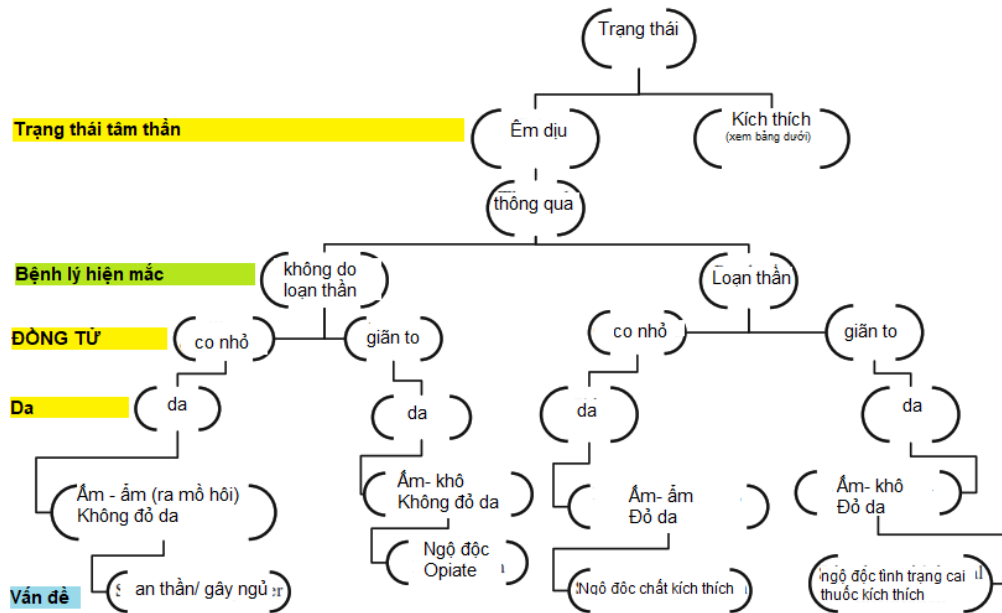 Trạng thái
Trạng thái tâm thần
Êm dịu
Kích thích
(xem bảng dưới)
thông qua
Bệnh lý hiện mắc
không do
loạn thần
Loạn thần
ĐỒNG TỬ
co nhỏ
giãn to
co nhỏ
giãn to
Da
da
da
da
da
Ấm - ẩm (ra mồ hôi)
Không đỏ da
Ấm- khô
Không đỏ da
Ấm- ẩm
Đỏ da
Ấm- khô
Đỏ da
Vấn đề
an thần/ gây ngủ
Ngộ độc
Opiate
Ngộ đôc chất kích thích
ngộ độc tình trạng cai
thuốc kích thích